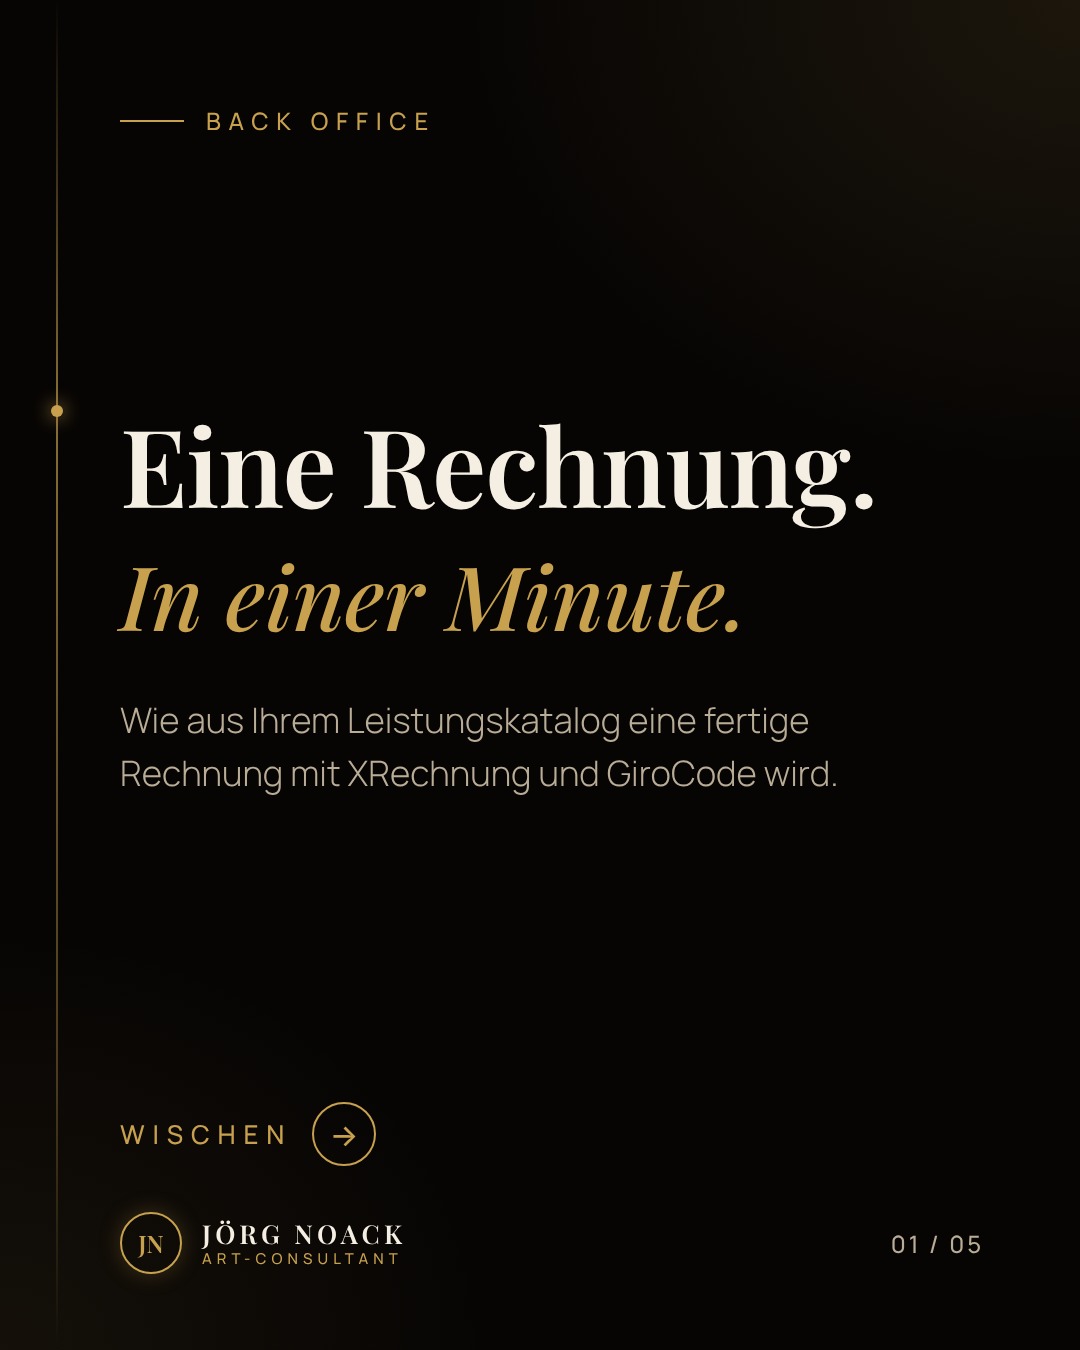 BACK OFFICE
Eine Rechnung.
In einer Minute.
Wie aus Ihrem Leistungskatalog eine fertige
Rechnung mit XRechnung und GiroCode wird.
WISCHEN →
JN
JÖRG NOACK
ART-CONSULTANT
01 / 05